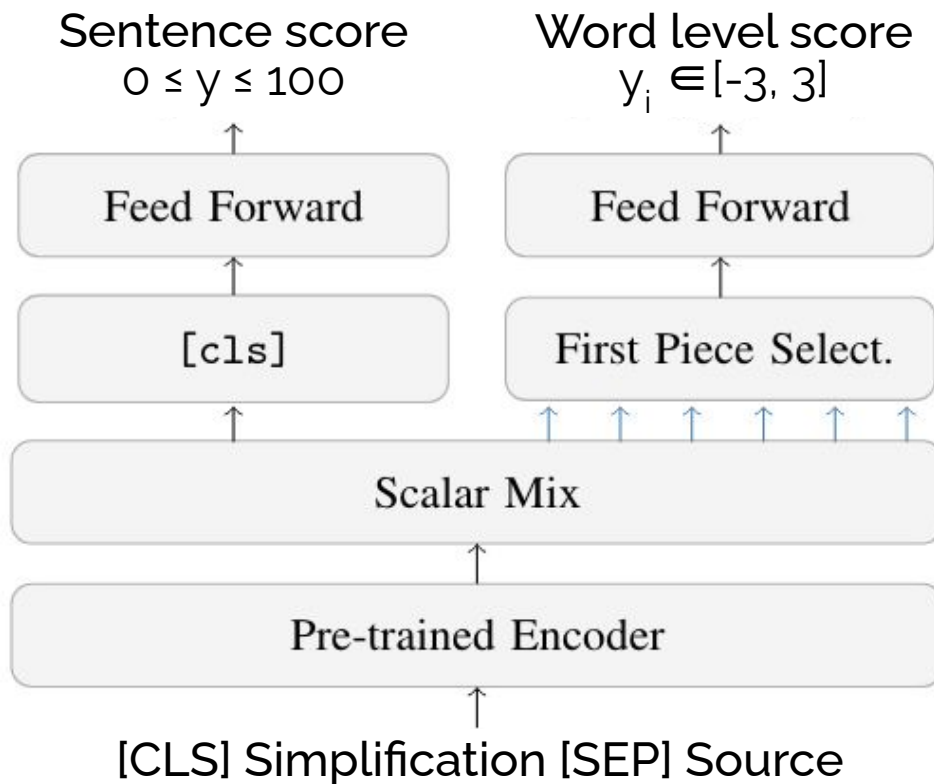 Sentence score
0 ≤ y ≤ 100
Word level score
y_i ∈ [-3, 3]
Feed Forward
Feed Forward
[cls]
First Piece Select.
Scalar Mix
Pre-trained Encoder
[CLS] Simplification [SEP] Source